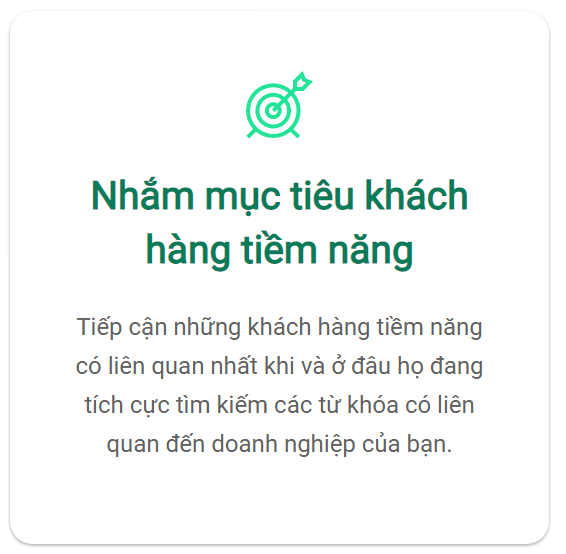 Nhắm mục tiêu khách
hàng tiềm năng
Tiếp cận những khách hàng tiềm năng
có liên quan nhất khi và ở đâu họ đang
tích cực tìm kiếm các từ khóa có liên
quan đến doanh nghiệp của bạn.